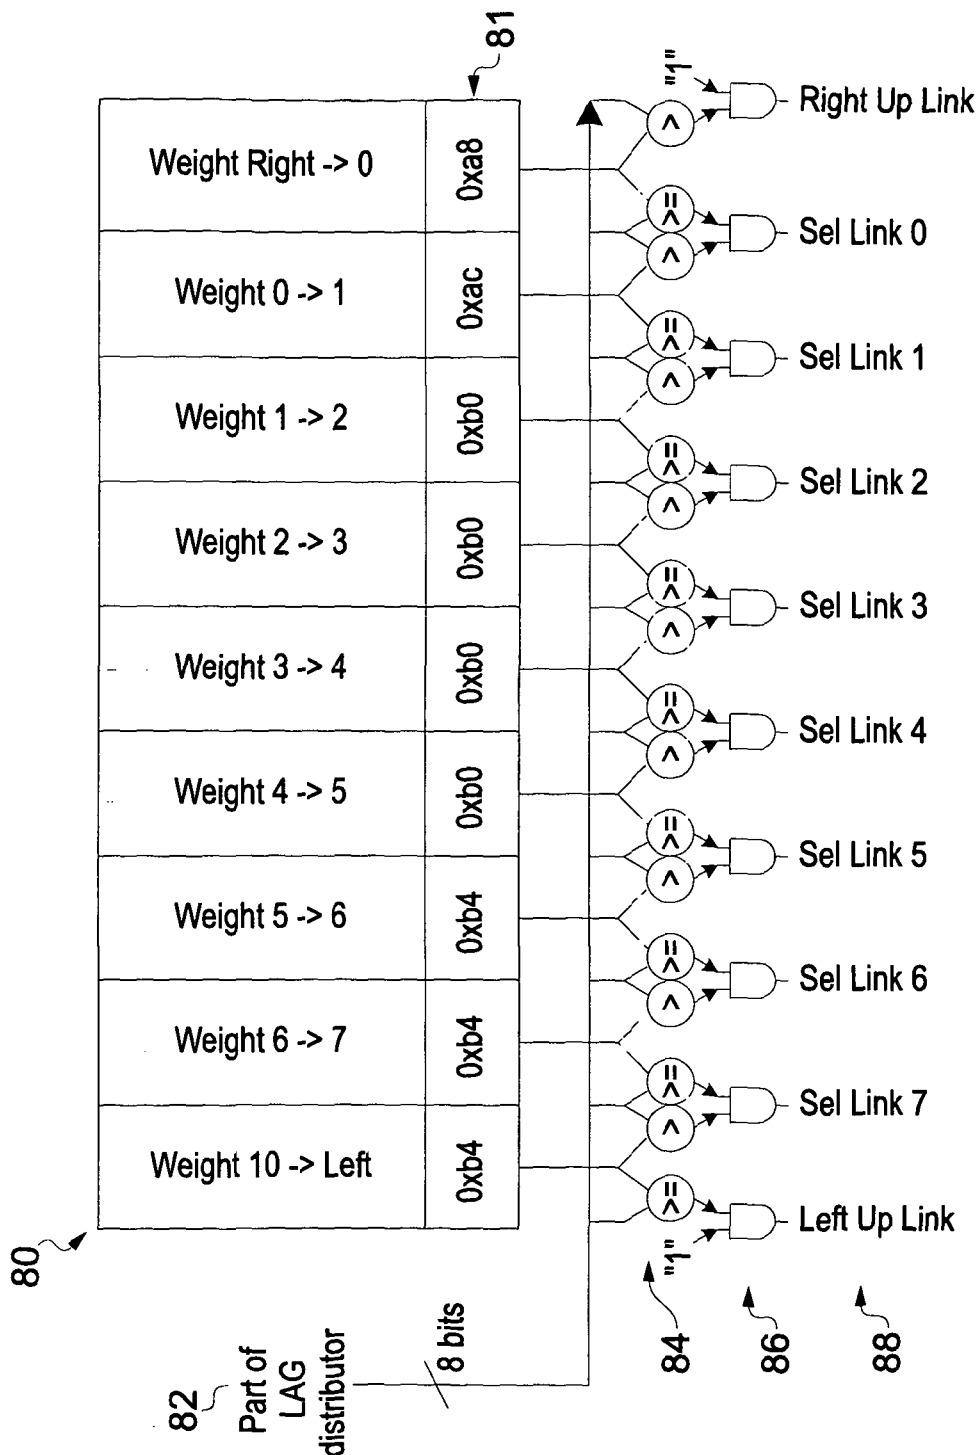 81
Weight Right -> 0
0xa8
Weight 0 -> 1
0xac
Weight 1 -> 2
0xb0
Weight 2 -> 3
0xb0
Weight 3 -> 4
0xb0
Weight 4 -> 5
0xb0
Weight 5 -> 6
0xb4
Weight 6 -> 7
0xb4
Weight 10 -> Left
0xb4
80
82
Part of
LAG
distributor
8 bits
"1"
>
>=
>
>=
>
>=
>
>=
>
>=
>
>=
>
>=
>
>=
>
>=
"1"
Right Up Link
Sel Link 0
Sel Link 1
Sel Link 2
Sel Link 3
Sel Link 4
Sel Link 5
Sel Link 6
Sel Link 7
Left Up Link
84
86
88